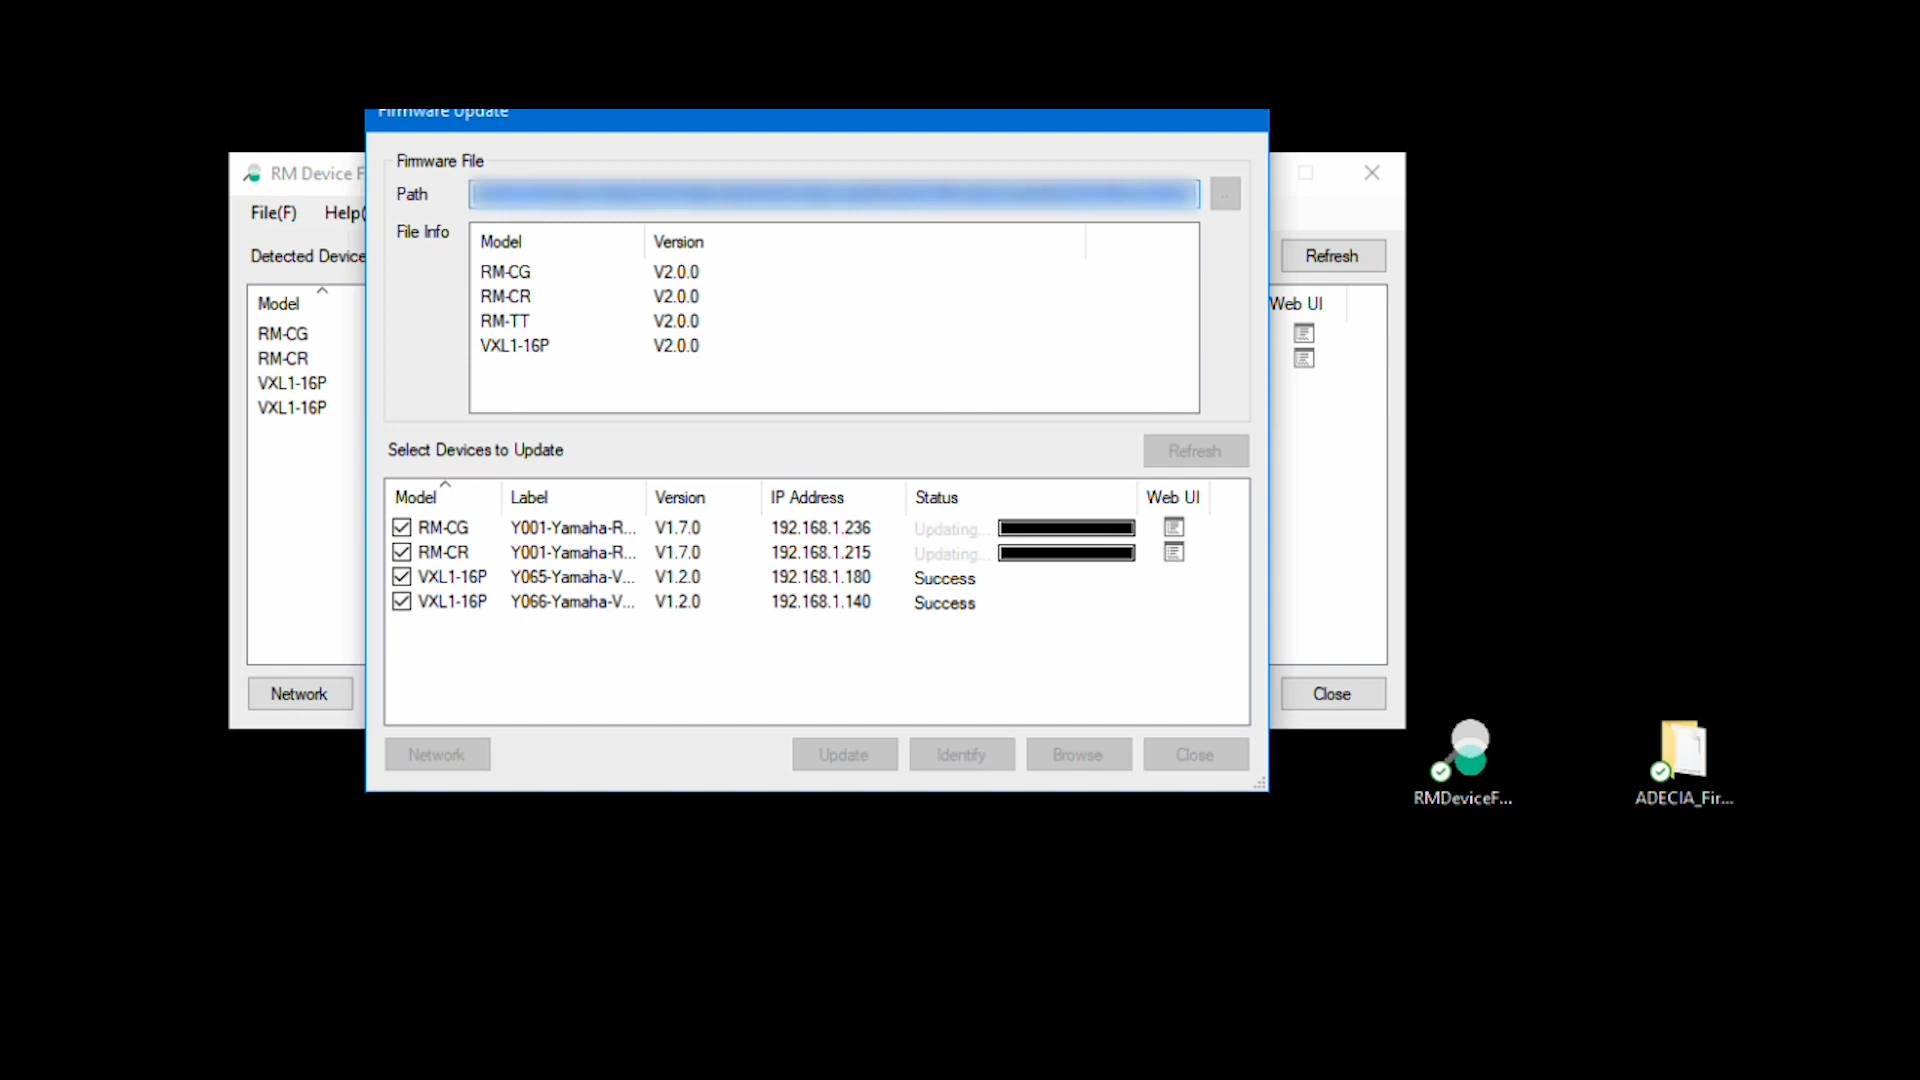 Firmware Update
RM Device F
File(F) Help(
Detected Device
Refresh
Model
Web UI
RM-CG
RM-CR
VXL1-16P
VXL1-16P
Network
Close
Firmware File
Path
..
File Info
Model Version
RM-CG V2.0.0
RM-CR V2.0.0
RM-TT V2.0.0
VXL1-16P V2.0.0
Select Devices to Update
Refresh
Model Label Version IP Address Status Web UI
RM-CG Y001-Yamaha-R... V1.7.0 192.168.1.236 Updating...
RM-CR Y001-Yamaha-R... V1.7.0 192.168.1.215 Updating...
VXL1-16P Y065-Yamaha-V... V1.2.0 192.168.1.180 Success
VXL1-16P Y066-Yamaha-V... V1.2.0 192.168.1.140 Success
Network Update Identify Browse Close
RMDeviceF...
ADECIA_Fir...